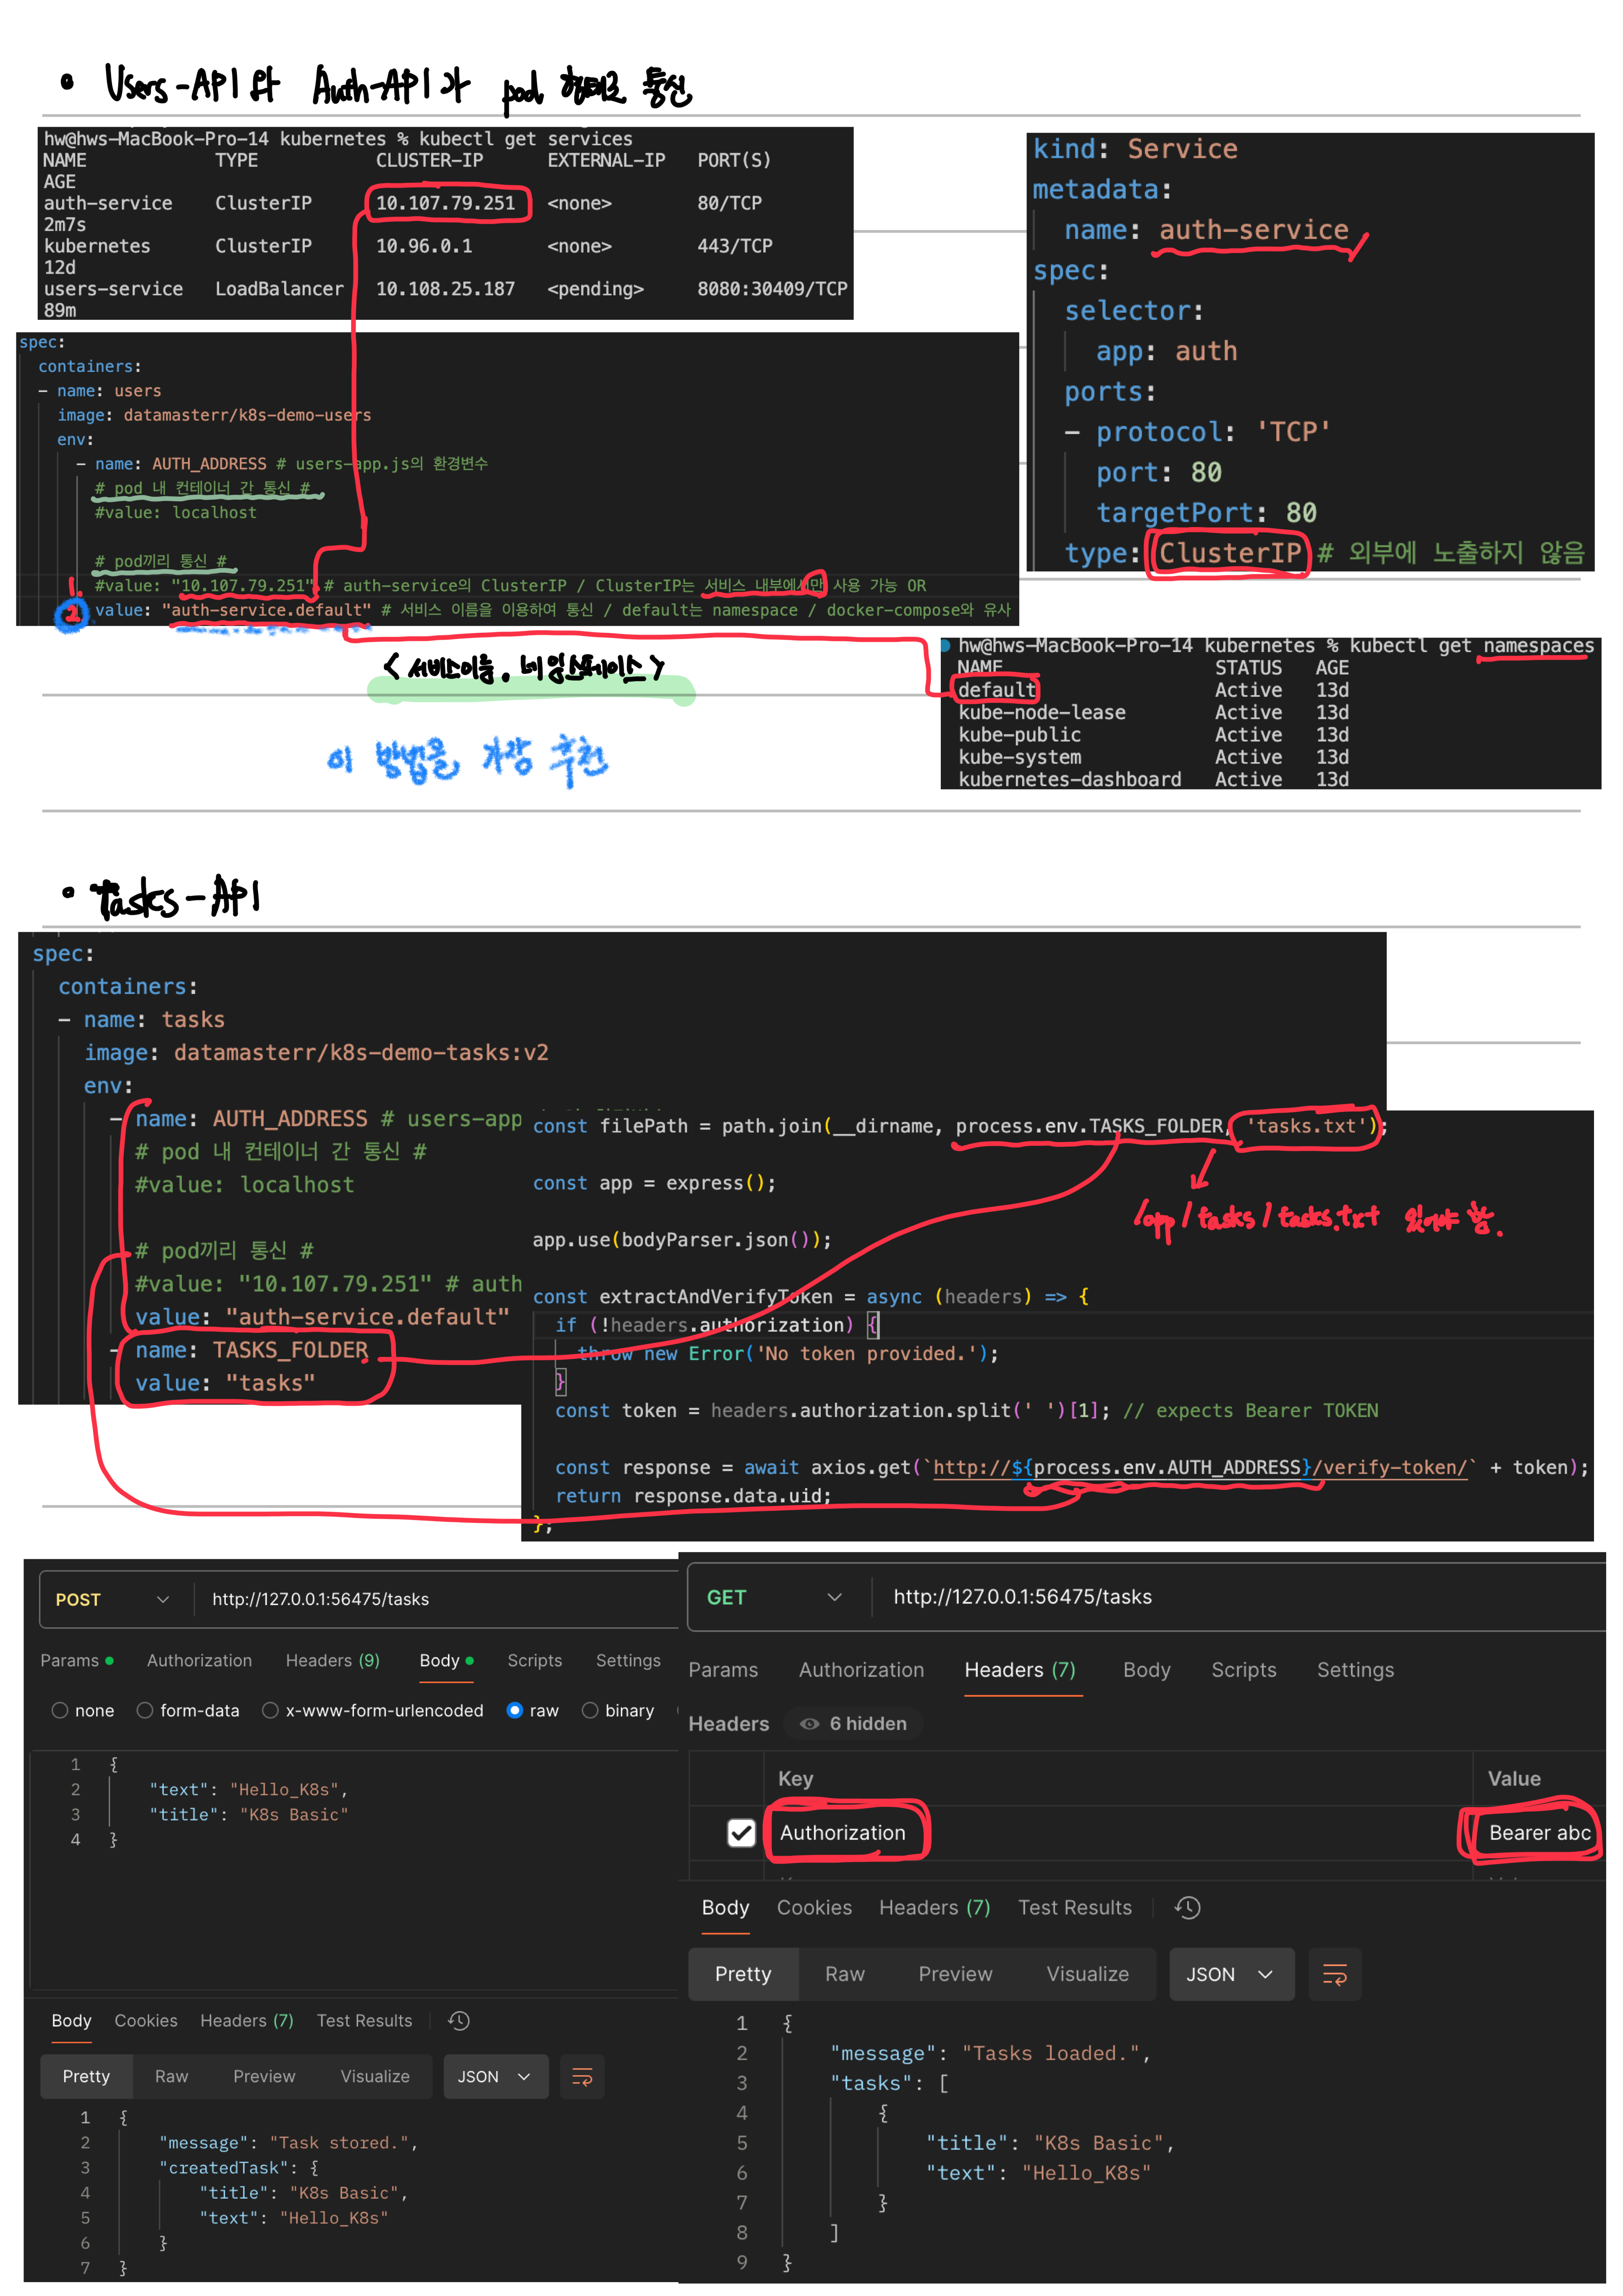 • Users-API와 Auth-API가 pod 형태로 통신
hw@hws-MacBook-Pro-14 kubernetes % kubectl get services
NAME TYPE CLUSTER-IP EXTERNAL-IP PORT(S)
AGE
auth-service ClusterIP 10.107.79.251 <none> 80/TCP
2m7s
kubernetes ClusterIP 10.96.0.1 <none> 443/TCP
12d
users-service LoadBalancer 10.108.25.187 <pending> 8080:30409/TCP
89m
kind: Service
metadata:
name: auth-service
spec:
selector:
app: auth
ports:
- protocol: 'TCP'
port: 80
targetPort: 80
type: ClusterIP # 외부에 노출하지 않음
spec:
containers:
- name: users
image: datamasterr/k8s-demo-users
env:
- name: AUTH_ADDRESS # users-app.js의 환경변수
# pod 내 컨테이너 간 통신 #
#value: localhost
# pod끼리 통신 #
#value: "10.107.79.251" # auth-service의 ClusterIP / ClusterIP는 서비스 내부에서만 사용 가능 OR
value: "auth-service.default" # 서비스 이름을 이용하여 통신 / default는 namespace / docker-compose와 유사
<서비스이름.네임스페이스>
이 방법을 가장 추천
hw@hws-MacBook-Pro-14 kubernetes % kubectl get namespaces
NAME STATUS AGE
default Active 13d
kube-node-lease Active 13d
kube-public Active 13d
kube-system Active 13d
kubernetes-dashboard Active 13d
• Tasks-API
spec:
containers:
- name: tasks
image: datamasterr/k8s-demo-tasks:v2
env:
- name: AUTH_ADDRESS # users-app
# pod 내 컨테이너 간 통신 #
#value: localhost
# pod끼리 통신 #
#value: "10.107.79.251" # auth
value: "auth-service.default"
- name: TASKS_FOLDER
value: "tasks"
const filePath = path.join(__dirname, process.env.TASKS_FOLDER, 'tasks.txt');
/app/tasks/tasks.txt 있어야 함.
const app = express();
app.use(bodyParser.json());
const extractAndVerifyToken = async (headers) => {
if (!headers.authorization) {
throw new Error('No token provided.');
}
const token = headers.authorization.split(' ')[1]; // expects Bearer TOKEN
const response = await axios.get(`http://${process.env.AUTH_ADDRESS}/verify-token/` + token);
return response.data.uid;
};
POST http://127.0.0.1:56475/tasks
Params Authorization Headers (9) Body Scripts Settings
none form-data x-www-form-urlencoded raw binary
1 {
2 "text": "Hello_K8s",
3 "title": "K8s Basic"
4 }
Body Cookies Headers (7) Test Results
Pretty Raw Preview Visualize JSON
1 {
2 "message": "Task stored.",
3 "createdTask": {
4 "title": "K8s Basic",
5 "text": "Hello_K8s"
6 }
7 }
GET http://127.0.0.1:56475/tasks
Params Authorization Headers (7) Body Scripts Settings
Headers 6 hidden
Key Value
Authorization Bearer abc
Body Cookies Headers (7) Test Results
Pretty Raw Preview Visualize JSON
1 {
2 "message": "Tasks loaded.",
3 "tasks": [
4 {
5 "title": "K8s Basic",
6 "text": "Hello_K8s"
7 }
8 ]
9 }